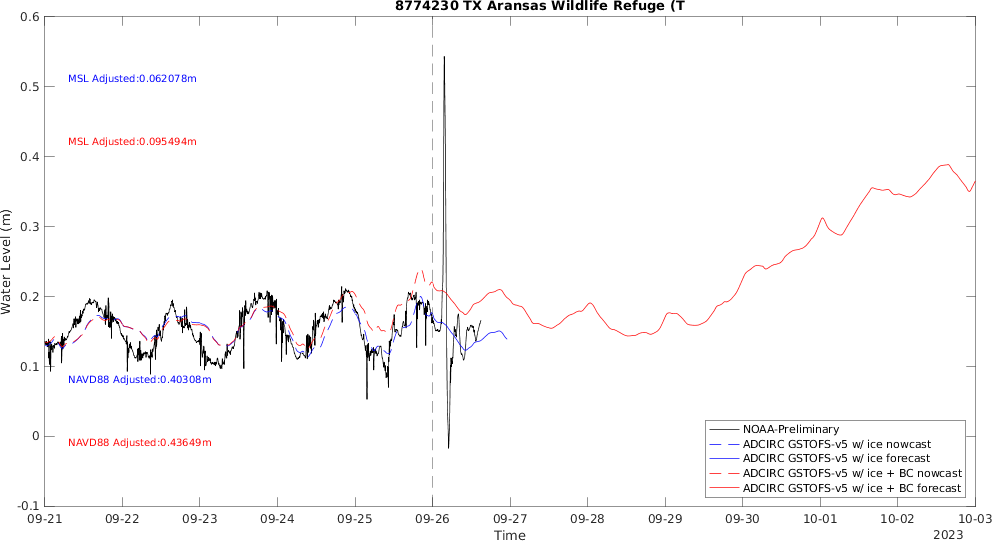 8774230 TX Aransas Wildlife Refuge (T
0.6
0.5
0.4
0.3
0.2
0.1
0
-0.1
Water Level (m)
MSL Adjusted:0.062078m
MSL Adjusted:0.095494m
NAVD88 Adjusted:0.40308m
NAVD88 Adjusted:0.43649m
NOAA-Preliminary
ADCIRC GSTOFS-v5 w/ ice nowcast
ADCIRC GSTOFS-v5 w/ ice forecast
ADCIRC GSTOFS-v5 w/ ice + BC nowcast
ADCIRC GSTOFS-v5 w/ ice + BC forecast
09-21 09-22 09-23 09-24 09-25 09-26 09-27 09-28 09-29 09-30 10-01 10-02 10-03
Time
2023